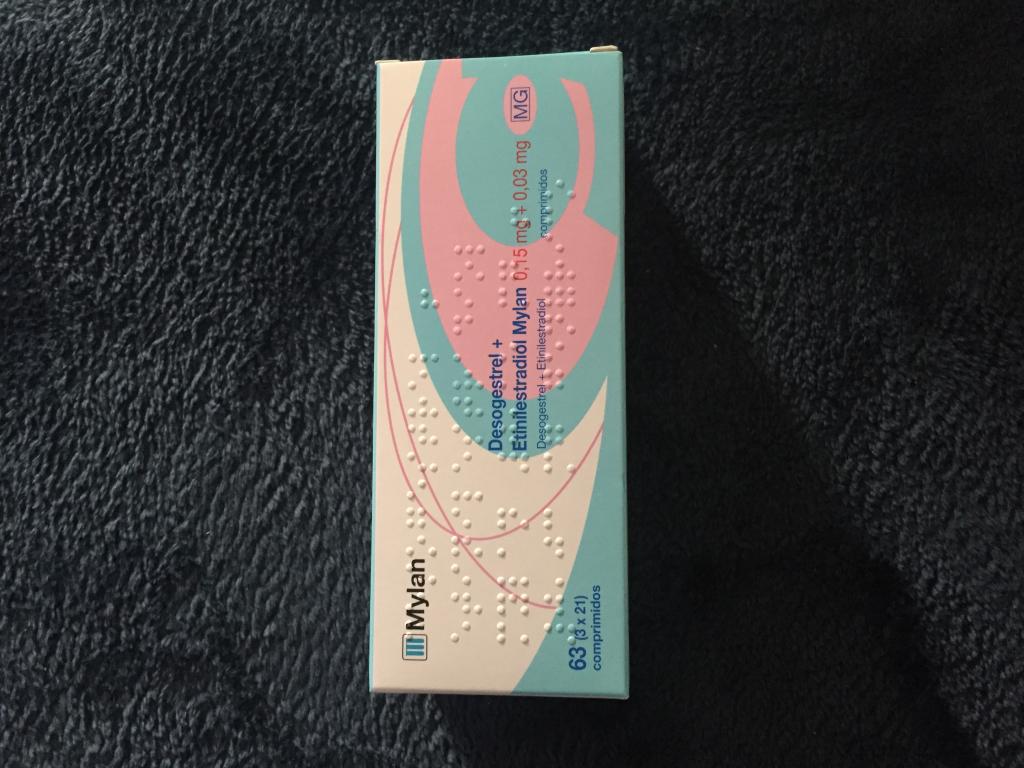 Mylan
Desogestrel +
Etinilestradiol Mylan 0,15 mg + 0,03 mg
MG
Desogestrel + Etinilestradiol
comprimidos
63 (3 x 21)
comprimidos